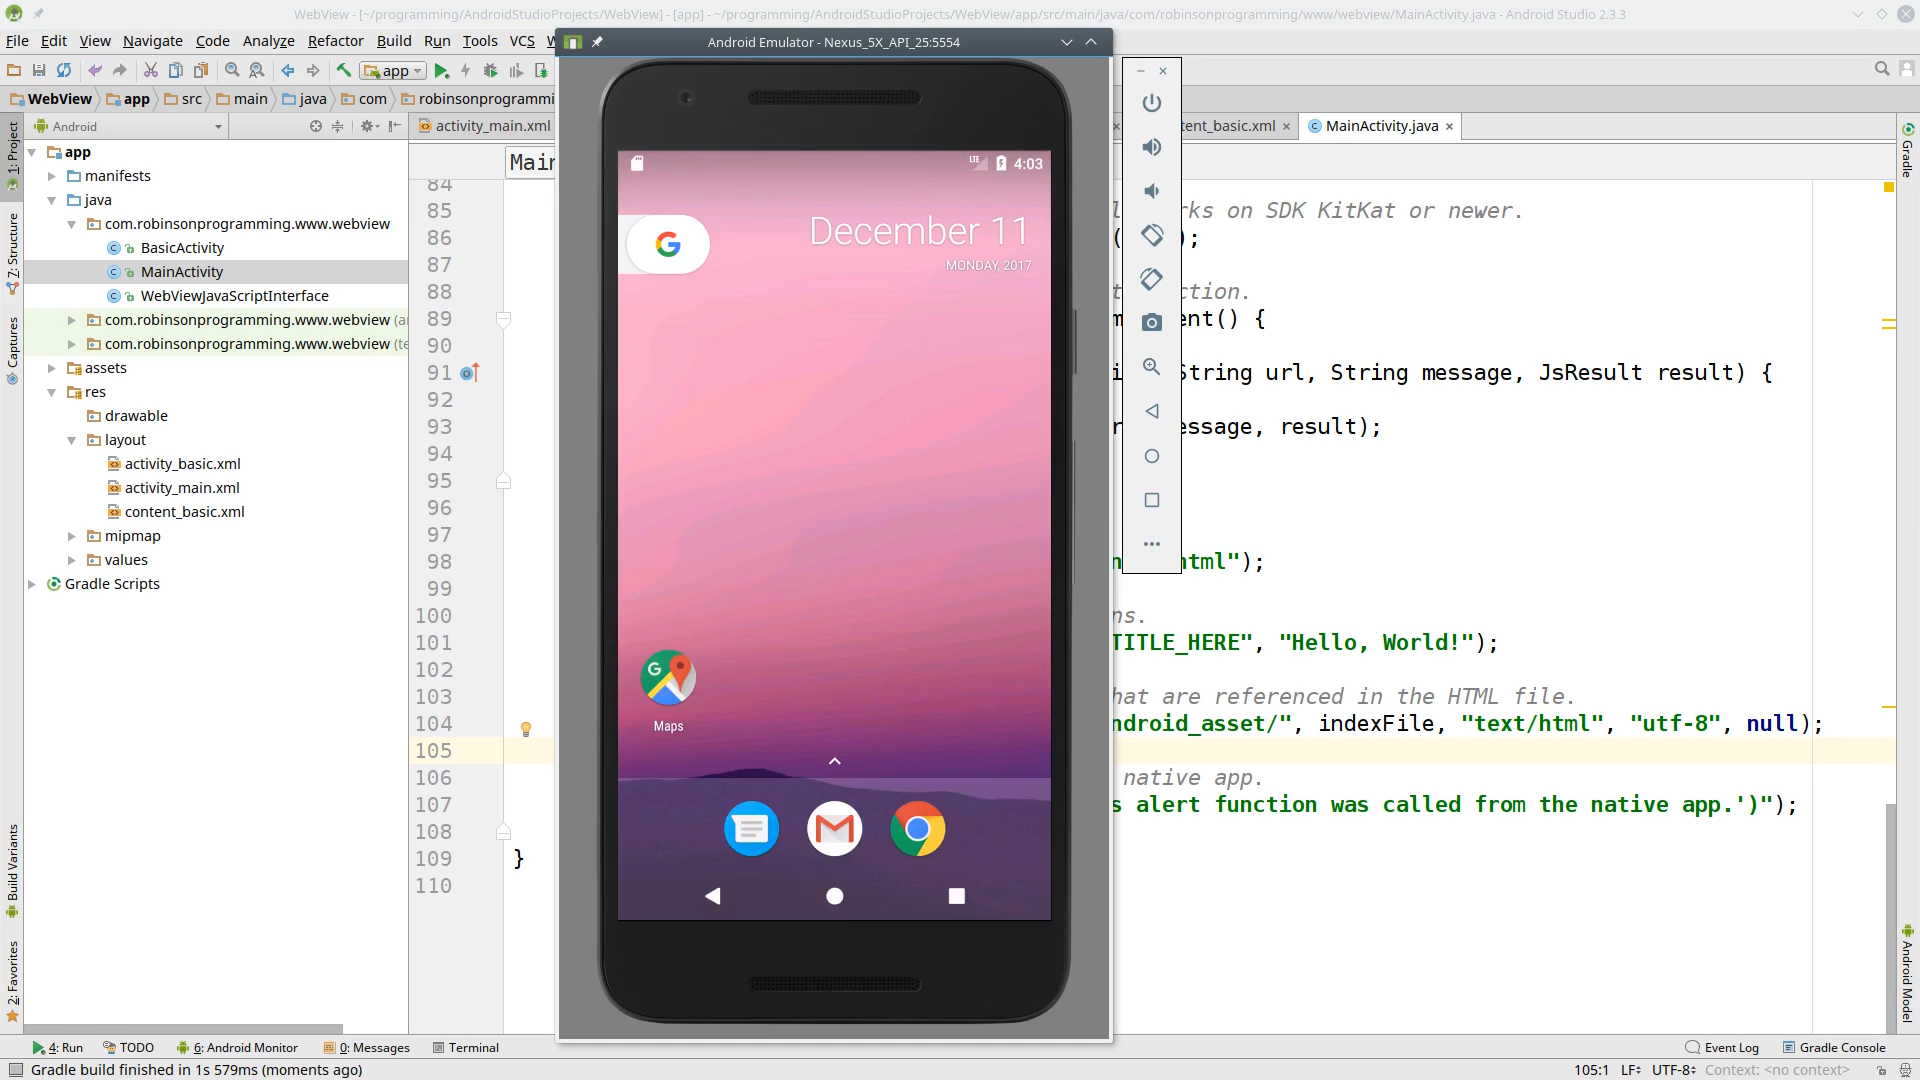 WebView - [~/programming/AndroidStudioProjects/WebView] - [app] - ~/programming/AndroidStudioProjects/WebView/app/src/main/java/com/robinsonprogramming/www/webview/MainActivity.java - Android Studio 2.3.3
File Edit View Navigate Code Analyze Refactor Build Run Tools VCS
Android Emulator - Nexus_5X_API_25:5554
app
WebView app src main java com robinsonprogrammi
Android
activity_main.xml
tent_basic.xml
MainActivity.java
1: Project
7: Structure
Captures
Build Variants
2: Favorites
Gradle
Android Model
app
manifests
java
com.robinsonprogramming.www.webview
BasicActivity
MainActivity
WebViewJavaScriptInterface
com.robinsonprogramming.www.webview (a
com.robinsonprogramming.www.webview (te
assets
res
drawable
layout
activity_basic.xml
activity_main.xml
content_basic.xml
mipmap
values
Gradle Scripts
Main
LTE 4:03
December 11
MONDAY, 2017
G
Maps
84
85 rks on SDK KitKat or newer.
86 );
87
88 ction.
89 ent() {
90
91 String url, String message, JsResult result) {
92
93 essage, result);
94
95
96
97
98 html");
99
100 ns.
101 TITLE_HERE", "Hello, World!");
102
103 hat are referenced in the HTML file.
104 ndroid_asset/", indexFile, "text/html", "utf-8", null);
105
106 native app.
107 s alert function was called from the native app.')");
108
109 }
110
4: Run TODO 6: Android Monitor 0: Messages Terminal Event Log Gradle Console
Gradle build finished in 1s 579ms (moments ago) 105:1 LF UTF-8 Context: <no context>